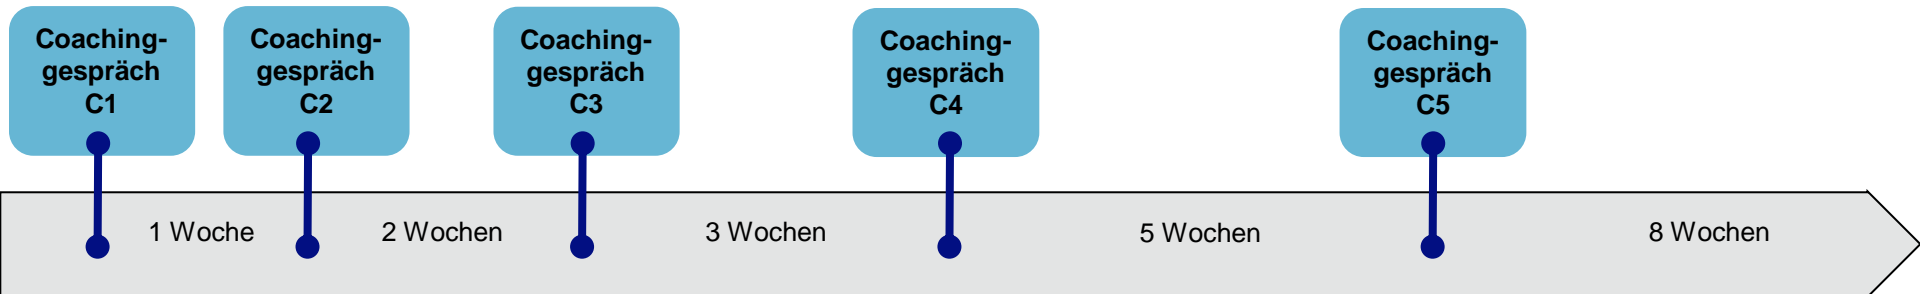 Coaching-
gespräch
C1
Coaching-
gespräch
C2
Coaching-
gespräch
C3
Coaching-
gespräch
C4
Coaching-
gespräch
C5
1 Woche
2 Wochen
3 Wochen
5 Wochen
8 Wochen